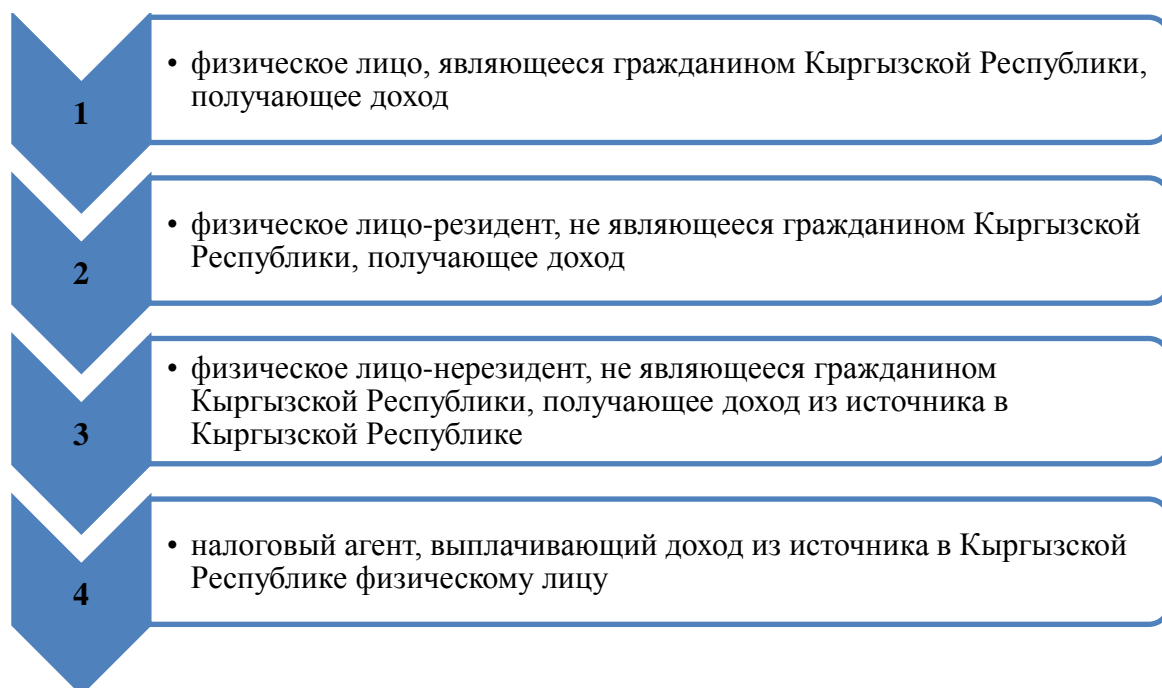 1
• физическое лицо, являющееся гражданином Кыргызской Республики,
получающее доход
2
• физическое лицо-резидент, не являющееся гражданином Кыргызской
Республики, получающее доход
3
• физическое лицо-нерезидент, не являющееся гражданином
Кыргызской Республики, получающее доход из источника в
Кыргызской Республике
4
• налоговый агент, выплачивающий доход из источника в Кыргызской
Республике физическому лицу